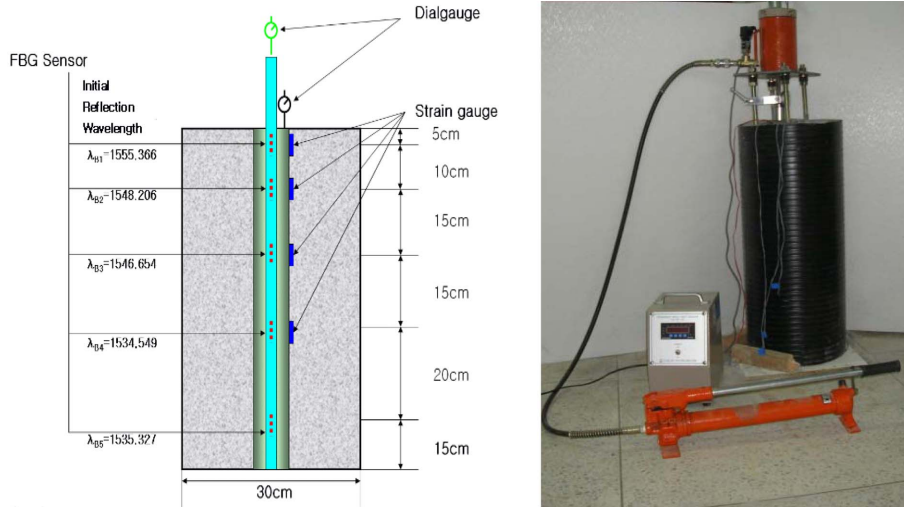 Dialgauge
FBG Sensor
Initial
Reflection
Wavelength
Strain gauge
5cm
λB1=1555.366
10cm
λB2=1548.206
15cm
λB3=1546.654
15cm
λB4=1534.549
20cm
λB5=1535.327
15cm
30cm